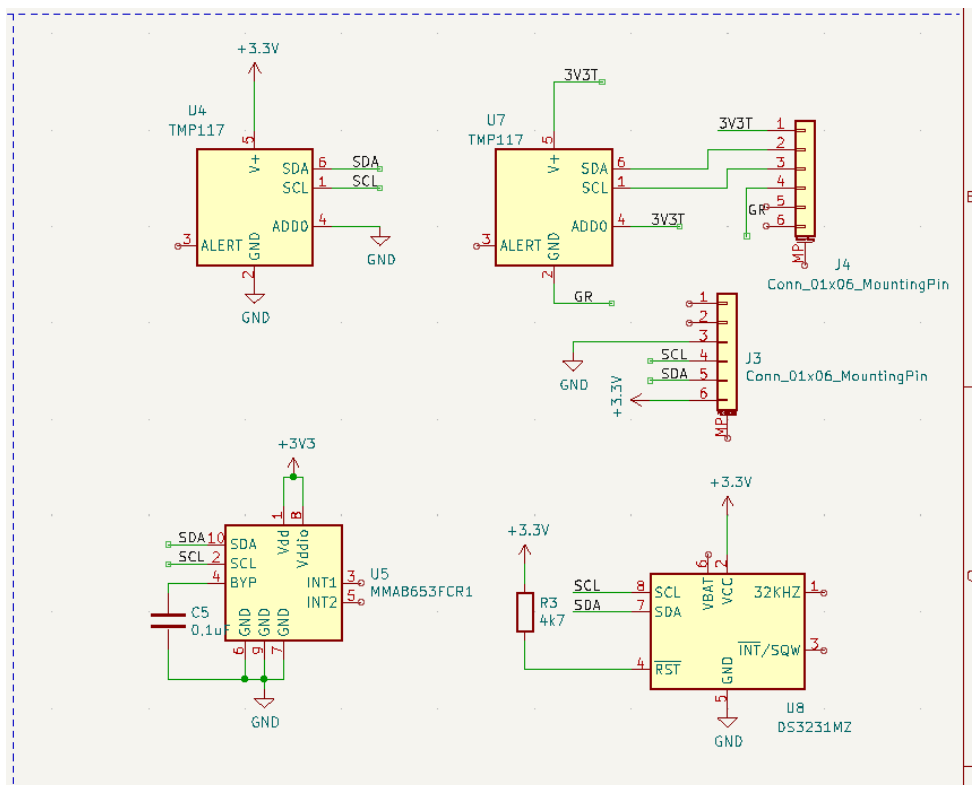 +3.3V
U4
TMP117
5
V+
SDA 6 SDA
SCL 1 SCL
ADD0 4
3 ALERT
GND
2
GND
GND
3V3T
U7
TMP117
5
V+
SDA 6
SCL 1
ADD0 4 3V3T
3 ALERT
GND
2
GR
3V3T 1
2
3
4
GR 5
6
MP
J4
Conn_01x06_MountingPin
1
2
3
SCL 4
SDA 5
6
GND
+3.3V
MP
J3
Conn_01x06_MountingPin
+3V3
1
8
Vdd
Vddio
SDA 10 SDA
SCL 2 SCL
4 BYP
INT1 3
INT2 5
U5
MMAB653FCR1
C5
0.1uF
GND GND GND
6 9 7
GND
+3.3V
+3.3V
R3
4k7
SCL 8 SCL
SDA 7 SDA
4 RST
6
2
VBAT
VCC
32KHZ 1
INT/SQW 3
GND
5
GND
U8
DS3231MZ